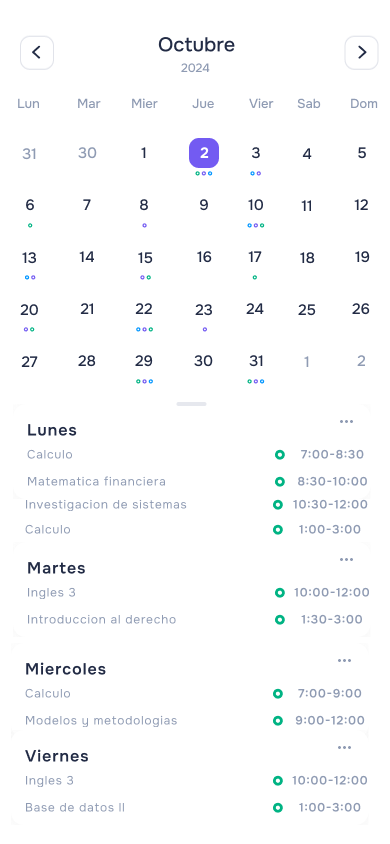 Octubre
2024
Lun Mar Mier Jue Vier Sab Dom
31 30 1 2 3 4 5
6 7 8 9 10 11 12
13 14 15 16 17 18 19
20 21 22 23 24 25 26
27 28 29 30 31 1 2
Lunes
Calculo 7:00-8:30
Matematica financiera 8:30-10:00
Investigacion de sistemas 10:30-12:00
Calculo 1:00-3:00
Martes
Ingles 3 10:00-12:00
Introduccion al derecho 1:30-3:00
Miercoles
Calculo 7:00-9:00
Modelos y metodologias 9:00-12:00
Viernes
Ingles 3 10:00-12:00
Base de datos II 1:00-3:00